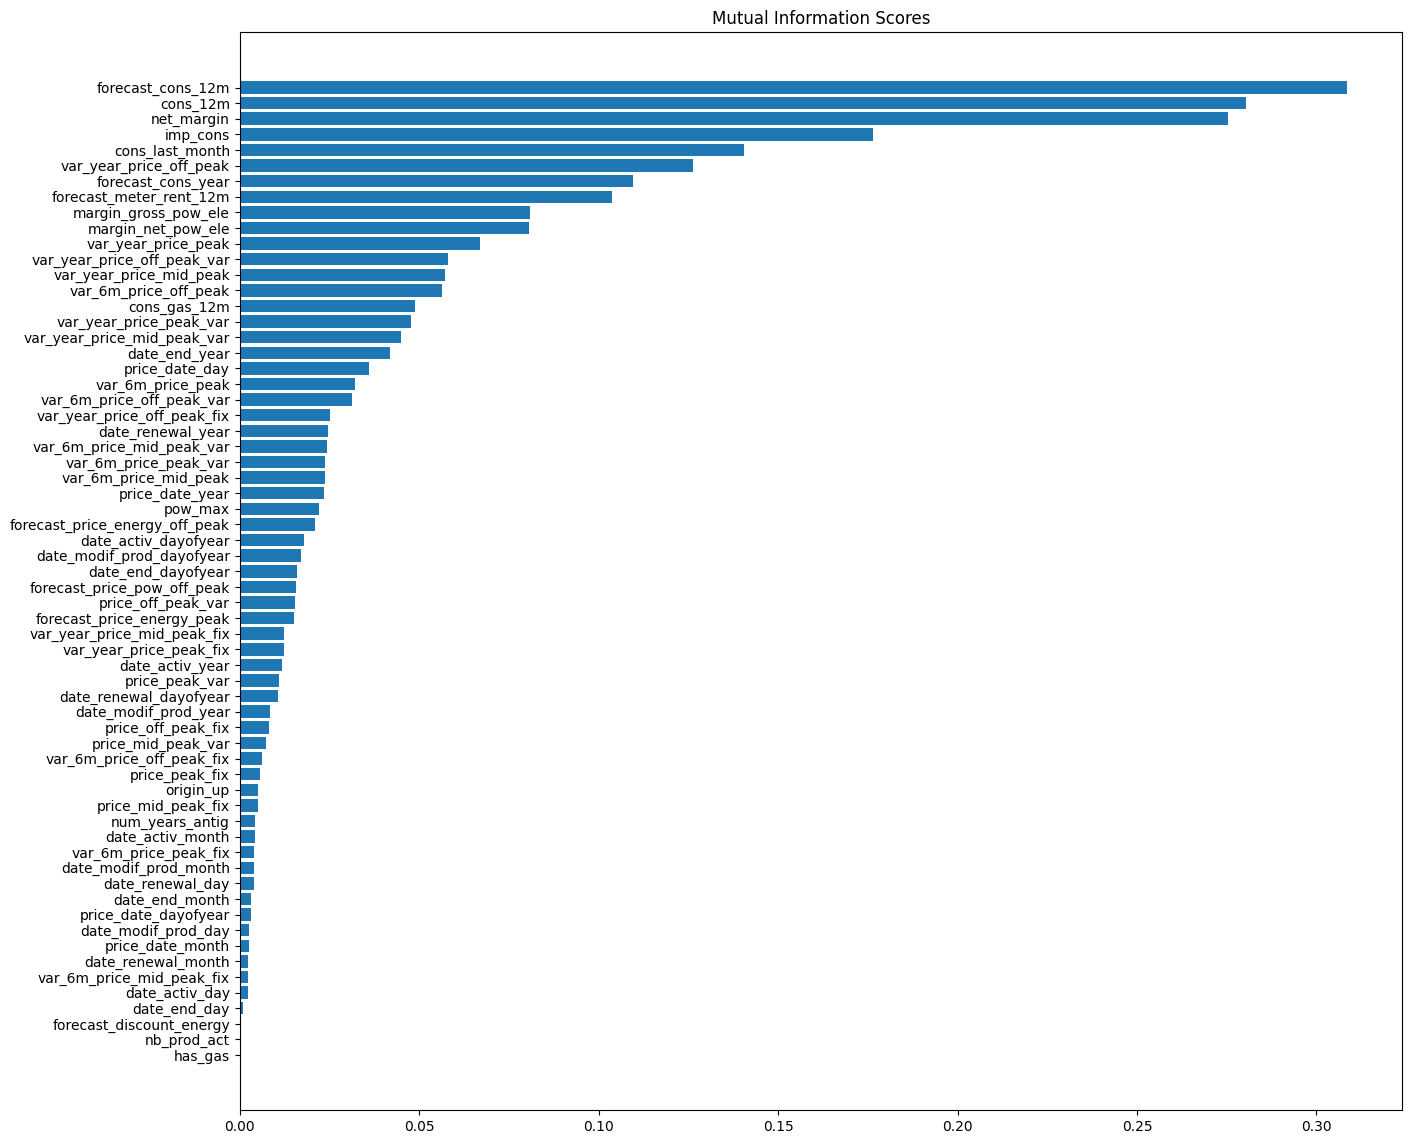 Mutual Information Scores
forecast_cons_12m
cons_12m
net_margin
imp_cons
cons_last_month
var_year_price_off_peak
forecast_cons_year
forecast_meter_rent_12m
margin_gross_pow_ele
margin_net_pow_ele
var_year_price_peak
var_year_price_off_peak_var
var_year_price_mid_peak
var_6m_price_off_peak
cons_gas_12m
var_year_price_peak_var
var_year_price_mid_peak_var
date_end_year
price_date_day
var_6m_price_peak
var_6m_price_off_peak_var
var_year_price_off_peak_fix
date_renewal_year
var_6m_price_mid_peak_var
var_6m_price_peak_var
var_6m_price_mid_peak
price_date_year
pow_max
forecast_price_energy_off_peak
date_activ_dayofyear
date_modif_prod_dayofyear
date_end_dayofyear
forecast_price_pow_off_peak
price_off_peak_var
forecast_price_energy_peak
var_year_price_mid_peak_fix
var_year_price_peak_fix
date_activ_year
price_peak_var
date_renewal_dayofyear
date_modif_prod_year
price_off_peak_fix
price_mid_peak_var
var_6m_price_off_peak_fix
price_peak_fix
origin_up
price_mid_peak_fix
num_years_antig
date_activ_month
var_6m_price_peak_fix
date_modif_prod_month
date_renewal_day
date_end_month
price_date_dayofyear
date_modif_prod_day
price_date_month
date_renewal_month
var_6m_price_mid_peak_fix
date_activ_day
date_end_day
forecast_discount_energy
nb_prod_act
has_gas
0.00 0.05 0.10 0.15 0.20 0.25 0.30